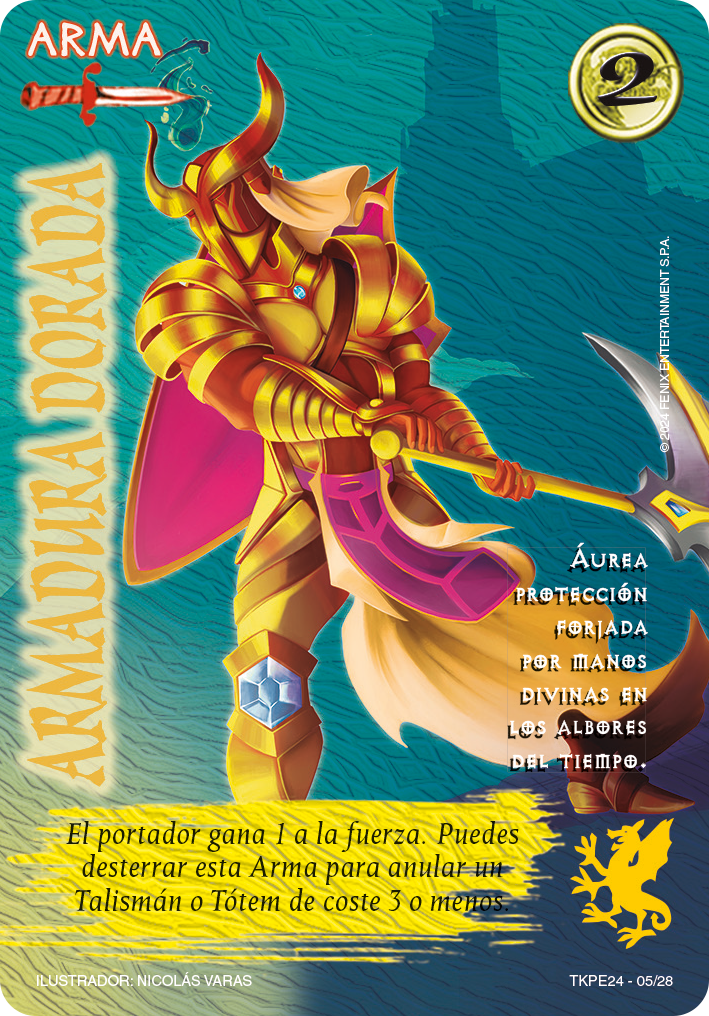 ARMA
2
ARMADURA DORADA
© 2024 FENIX ENTERTAINMENT S.P.A.
ÁUREA
PROTECCIÓN
FORJADA
POR MANOS
DIVINAS EN
LOS ALBORES
DEL TIEMPO.
El portador gana 1 a la fuerza. Puedes
desterrar esta Arma para anular un
Talismán o Tótem de coste 3 o menos.
ILUSTRADOR: NICOLÁS VARAS
TKPE24 - 05/28